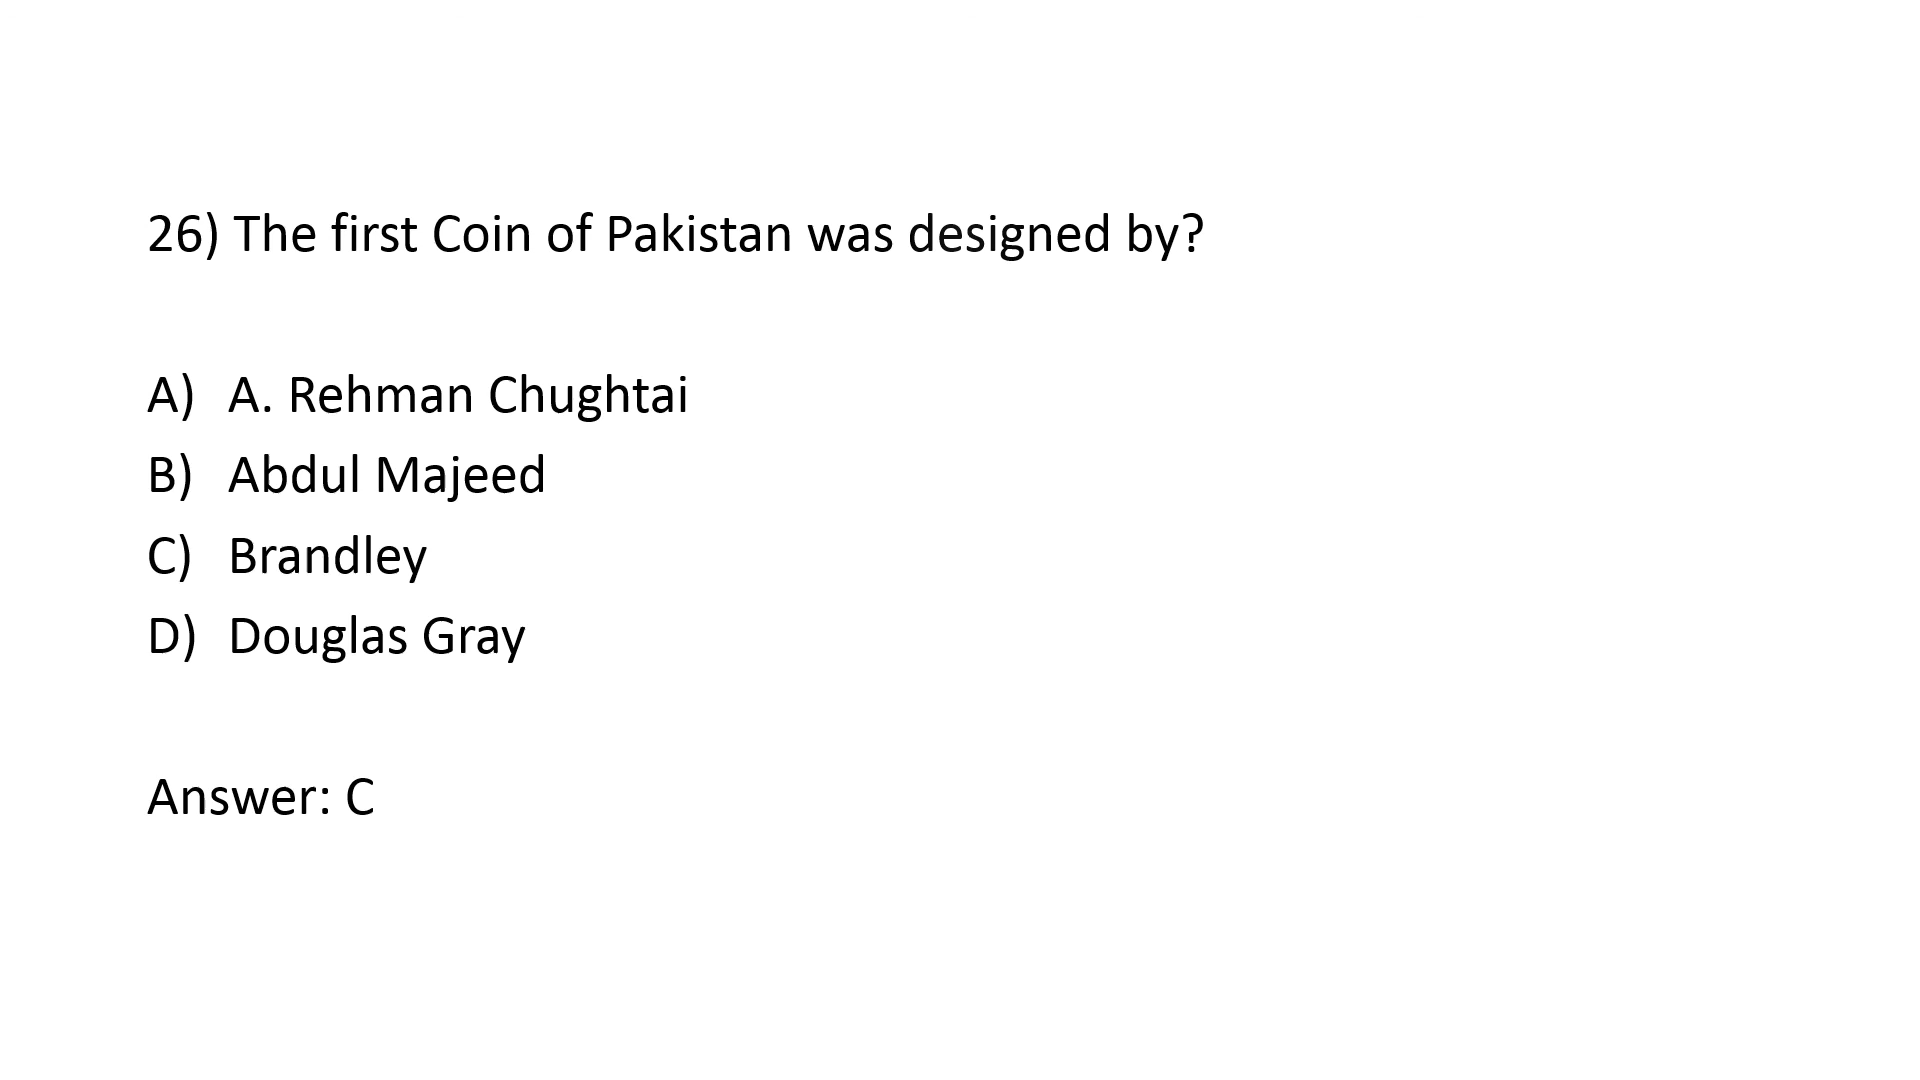 26) The first Coin of Pakistan was designed by?
A) A. Rehman Chughtai
B) Abdul Majeed
C) Brandley
D) Douglas Gray
Answer: C